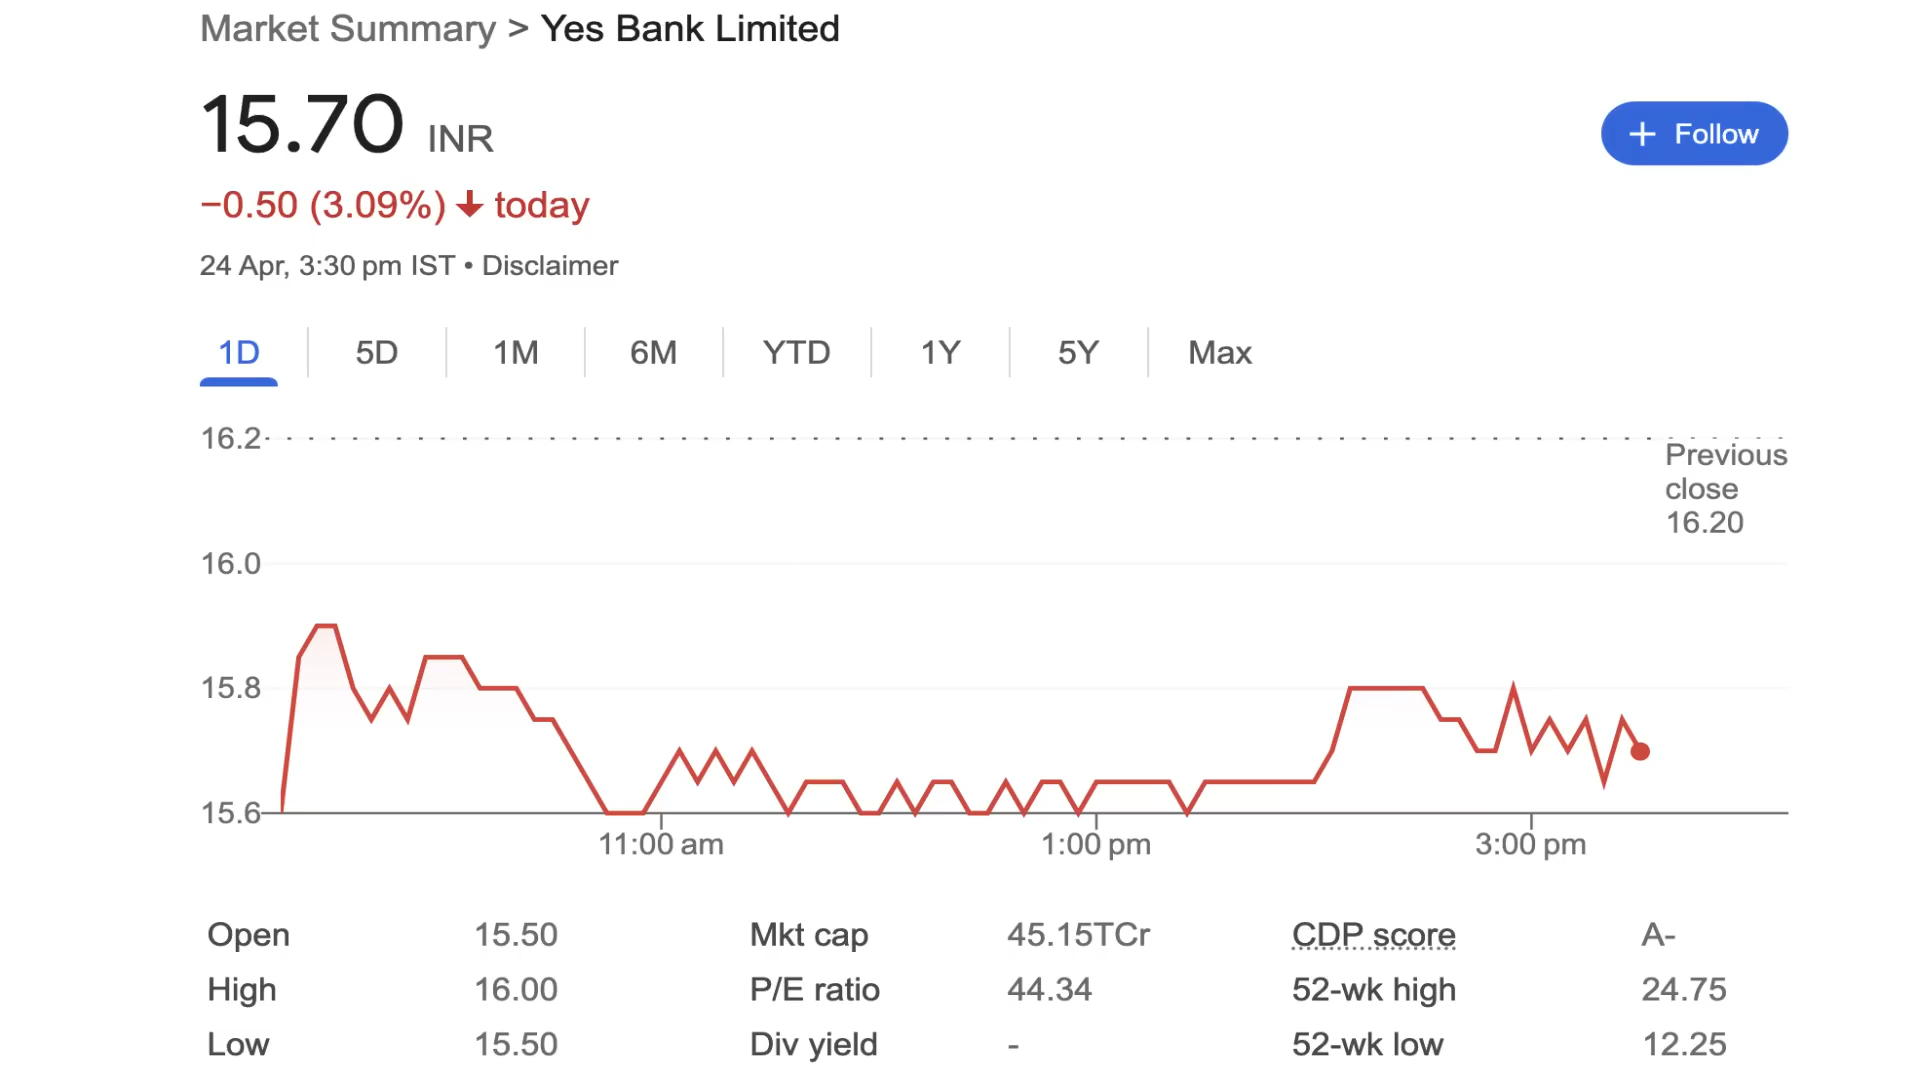 Market Summary > Yes Bank Limited
15.70 INR
+ Follow
−0.50 (3.09%) ↓ today
24 Apr, 3:30 pm IST • Disclaimer
1D 5D 1M 6M YTD 1Y 5Y Max
16.2
Previous
close
16.20
16.0
15.8
15.6
11:00 am 1:00 pm 3:00 pm
Open 15.50 Mkt cap 45.15TCr CDP score A-
High 16.00 P/E ratio 44.34 52-wk high 24.75
Low 15.50 Div yield - 52-wk low 12.25